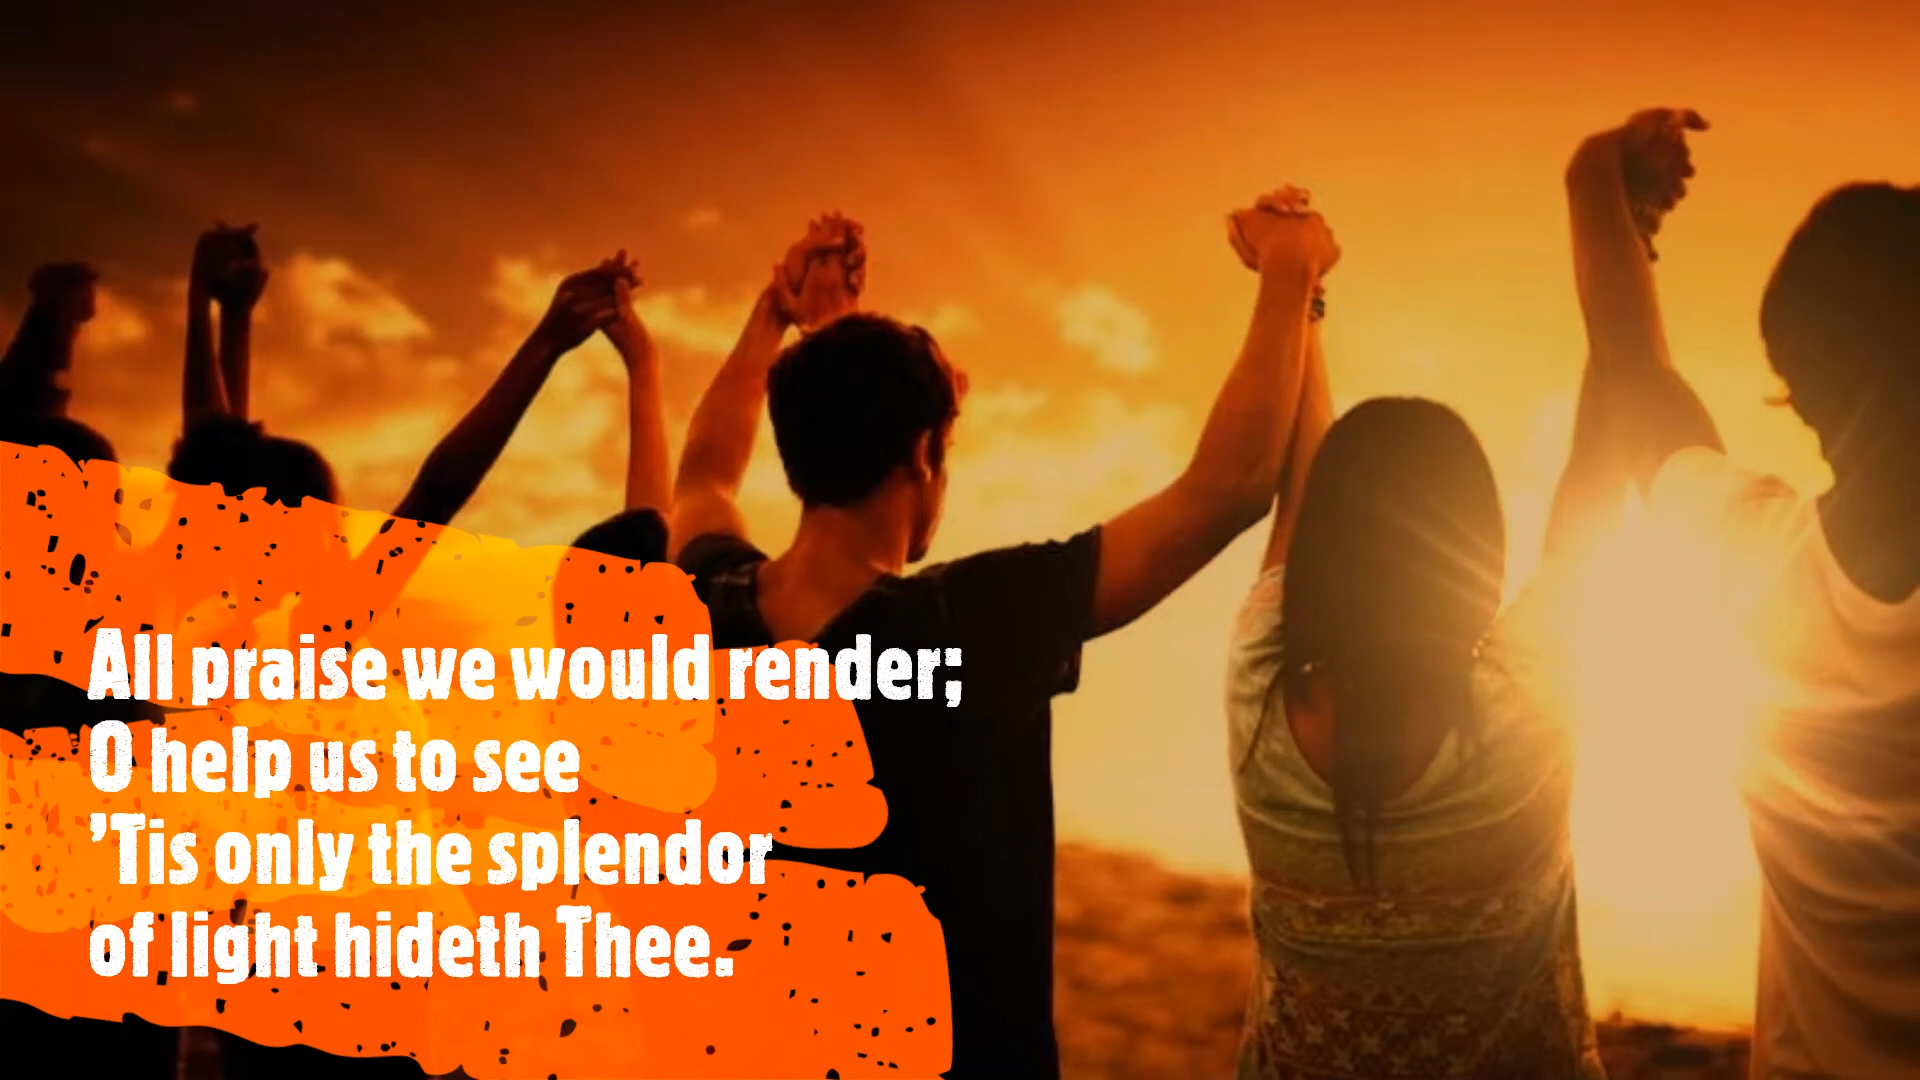 All praise we would render;
O help us to see
’Tis only the splendor
of light hideth Thee.